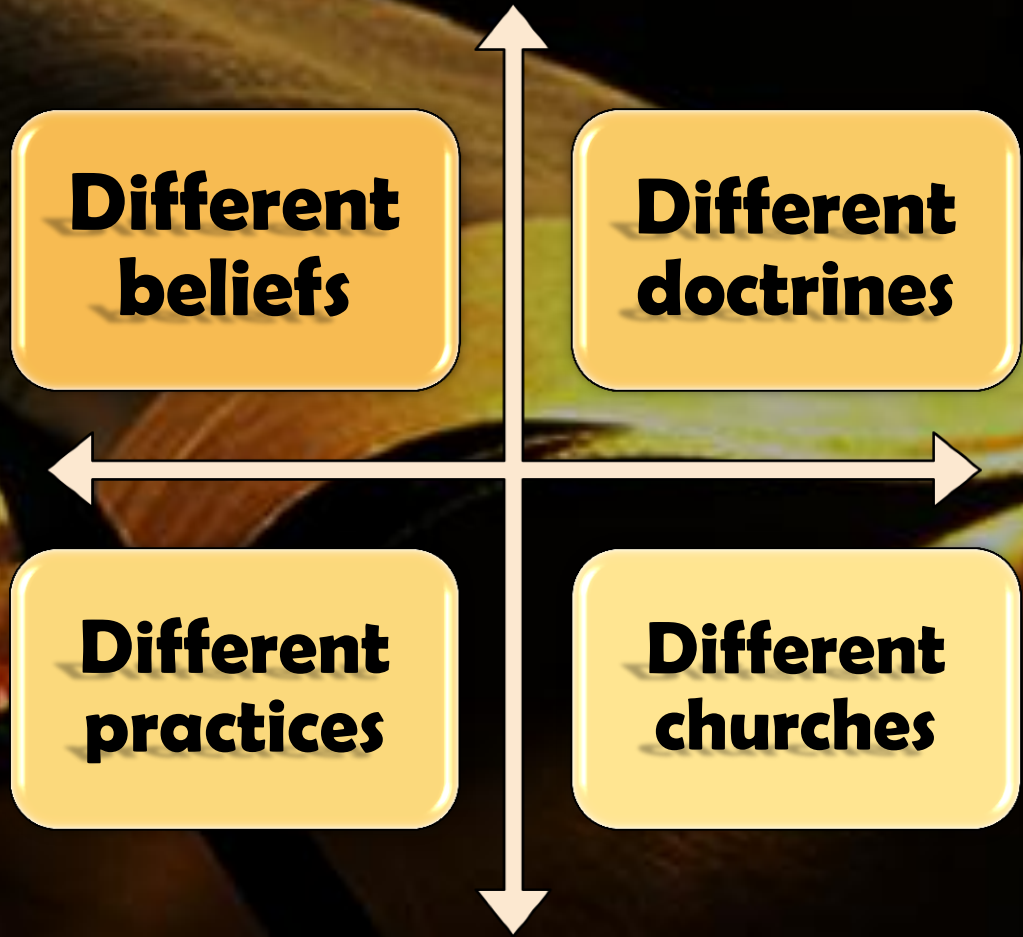 Different
beliefs
Different
doctrines
Different
practices
Different
churches